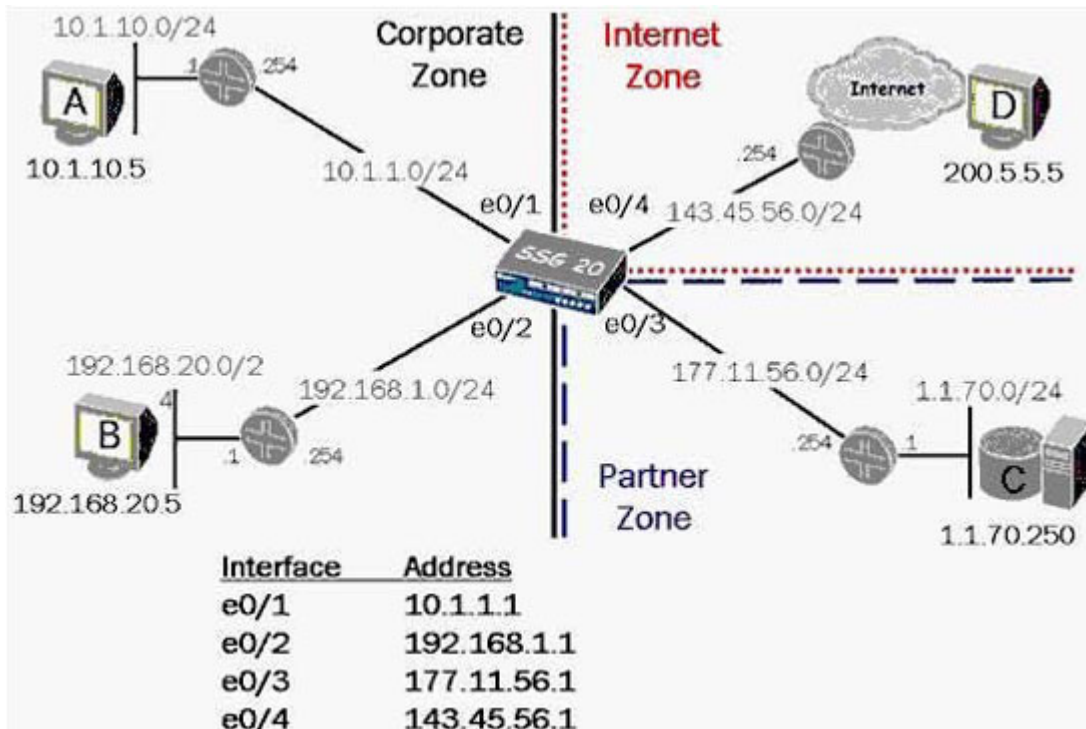 10.1.10.0/24
Corporate
Zone
Internet
Zone
A
.1
.254
Internet
D
10.1.10.5
10.1.1.0/24
.254
200.5.5.5
e0/1
e0/4
143.45.56.0/24
SSG 20
e0/2
e0/3
192.168.20.0/2
4
192.168.1.0/24
177.11.56.0/24
1.1.70.0/24
B
.1
.254
.254
.1
C
192.168.20.5
Partner
Zone
1.1.70.250
Interface Address
e0/1 10.1.1.1
e0/2 192.168.1.1
e0/3 177.11.56.1
e0/4 143.45.56.1